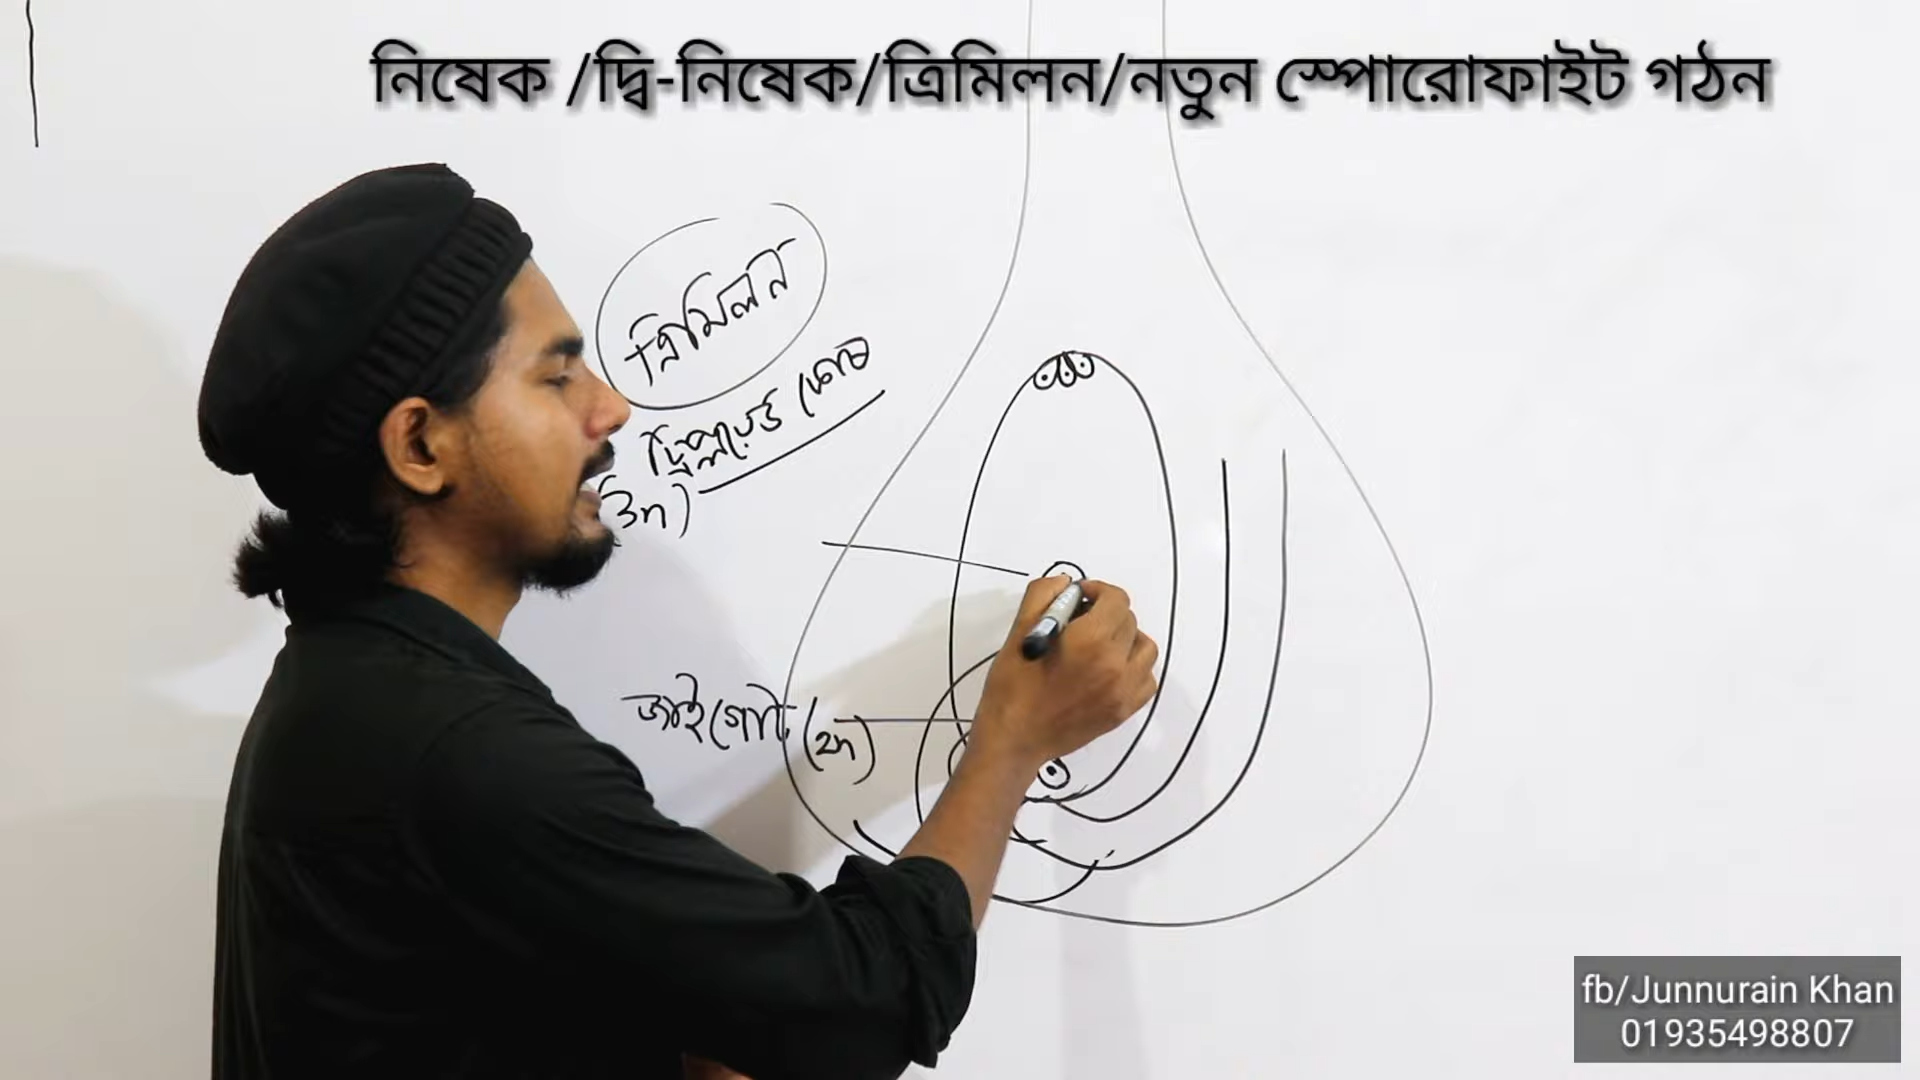 নিষেক /দ্বি-নিষেক/ত্রিমিলন/নতুন স্পোরোফাইট গঠন
ত্রিমিলন
ট্রিপ্লয়েড কোষ
(3n)
জাইগোট (2n)
fb/Junnurain Khan
01935498807